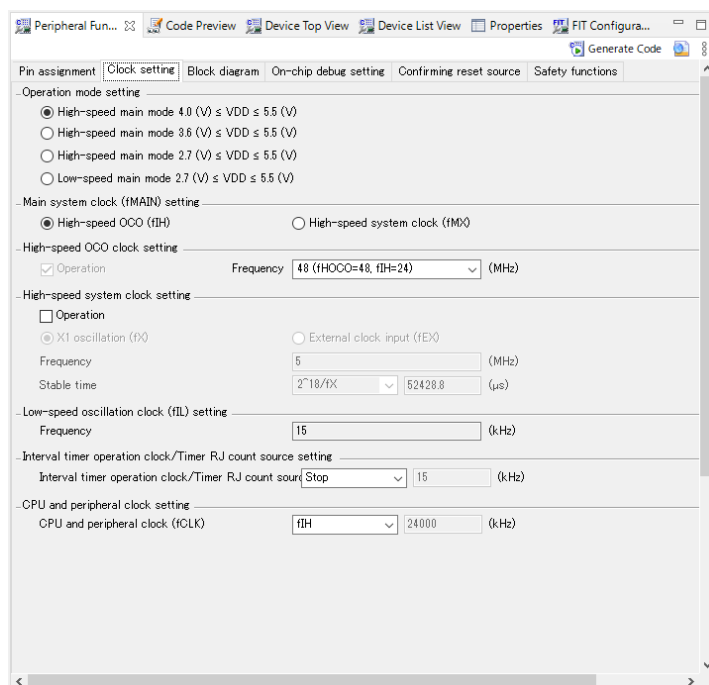 Peripheral Fun... Code Preview Device Top View Device List View Properties FIT Configura...
Generate Code
Pin assignment Clock setting Block diagram On-chip debug setting Confirming reset source Safety functions
Operation mode setting
High-speed main mode 4.0 (V) ≤ VDD ≤ 5.5 (V)
High-speed main mode 3.6 (V) ≤ VDD ≤ 5.5 (V)
High-speed main mode 2.7 (V) ≤ VDD ≤ 5.5 (V)
Low-speed main mode 2.7 (V) ≤ VDD ≤ 5.5 (V)
Main system clock (fMAIN) setting
High-speed OCO (fIH) High-speed system clock (fMX)
High-speed OCO clock setting
Operation Frequency 48 (fHOCO=48, fIH=24) (MHz)
High-speed system clock setting
Operation
X1 oscillation (fX) External clock input (fEX)
Frequency 5 (MHz)
Stable time 2^18/fX 52428.8 (μs)
Low-speed oscillation clock (fIL) setting
Frequency 15 (kHz)
Interval timer operation clock/Timer RJ count source setting
Interval timer operation clock/Timer RJ count sour Stop 15 (kHz)
CPU and peripheral clock setting
CPU and peripheral clock (fCLK) fIH 24000 (kHz)